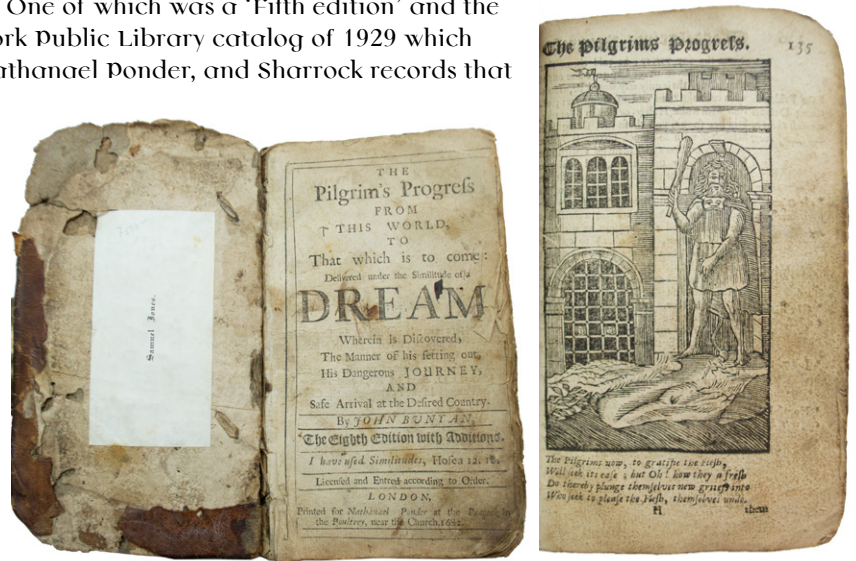 One of which was a 'Fifth edition' and the
ork Public Library catalog of 1929 which
athanael Ponder, and Sharrock records that
Samuel Jones.
THE
Pilgrim's Progreſs
FROM
THIS WORLD,
TO
That which is to come:
Delivered under the Similitude of a
DREAM
Wherein is Diſcovered,
The Manner of his ſetting out,
His Dangerous JOURNEY,
AND
Safe Arrival at the Deſired Country.
By JOHN BUNYAN,
The Eighth Edition with Additions.
I have uſed Similitudes, Hoſea 12. 10.
Licenſed and Entred according to Order.
LONDON,
Printed for Nathanael Ponder at the Peacock in
the Poultrey, near the Church, 168
The Pilgrims Progreſs. 135
The Pilgrims now, to gratifie the Fleſh,
Will ſeek its eaſe; but Oh! how they a freſh
Do thereby plunge themſelves new grieſs into
Who ſeek to pleaſe the Fleſh, themſelves undo.
H them